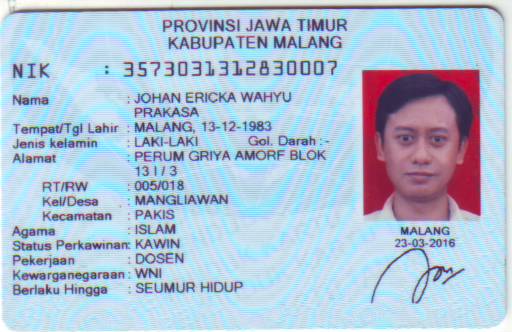 PROVINSI JAWA TIMUR
KABUPATEN MALANG
NIK : 3573031312830007
Nama : JOHAN ERICKA WAHYU
PRAKASA
Tempat/Tgl Lahir : MALANG, 13-12-1983
Jenis kelamin : LAKI-LAKI Gol. Darah :-
Alamat : PERUM GRIYA AMORF BLOK
13 I / 3
RT/RW : 005/018
Kel/Desa : MANGLIAWAN
Kecamatan : PAKIS
Agama : ISLAM
Status Perkawinan: KAWIN
Pekerjaan : DOSEN
Kewarganegaraan : WNI
Berlaku Hingga : SEUMUR HIDUP
MALANG
23-03-2016